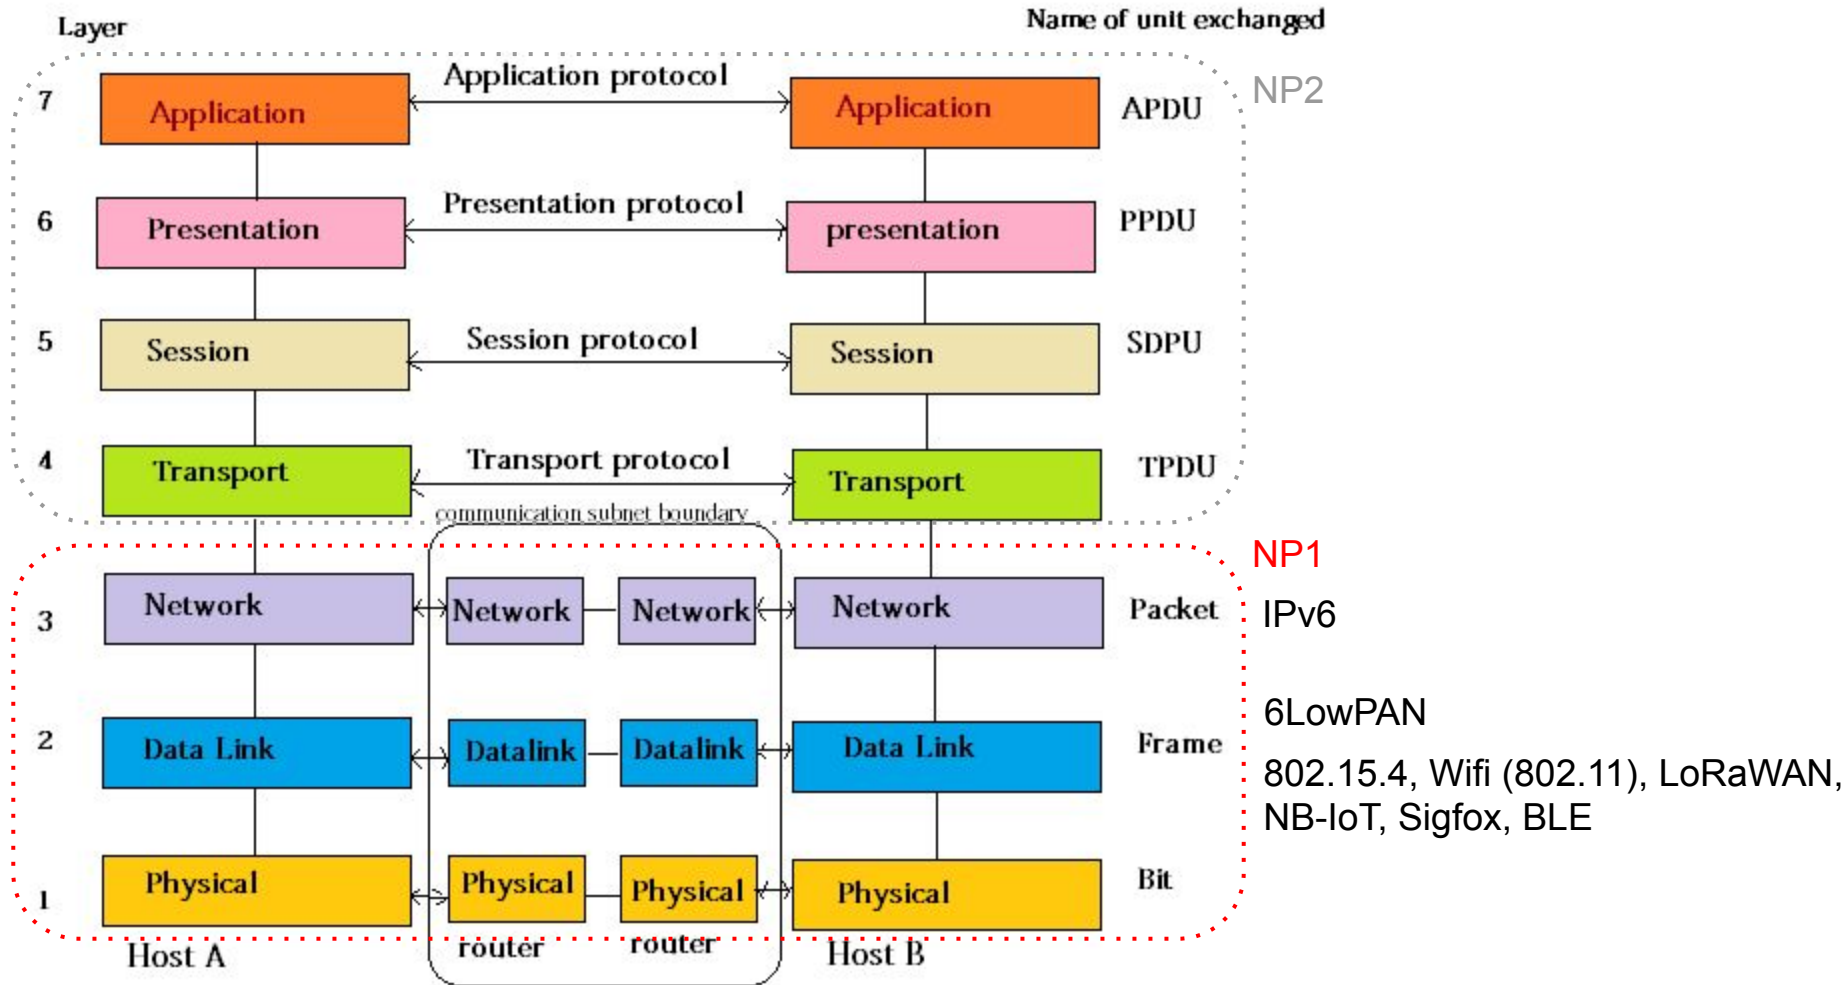 Layer
Name of unit exchanged
NP2
7
Application
Application protocol
Application
APDU
6
Presentation
Presentation protocol
presentation
PPDU
5
Session
Session protocol
Session
SDPU
4
Transport
Transport protocol
Transport
TPDU
communication subnet boundary
NP1
3
Network
Network
Network
Network
Packet
IPv6
2
Data Link
Datalink
Datalink
Data Link
Frame
6LowPAN
802.15.4, Wifi (802.11), LoRaWAN,
NB-IoT, Sigfox, BLE
1
Physical
Physical
Physical
Physical
Bit
Host A
router
router
Host B